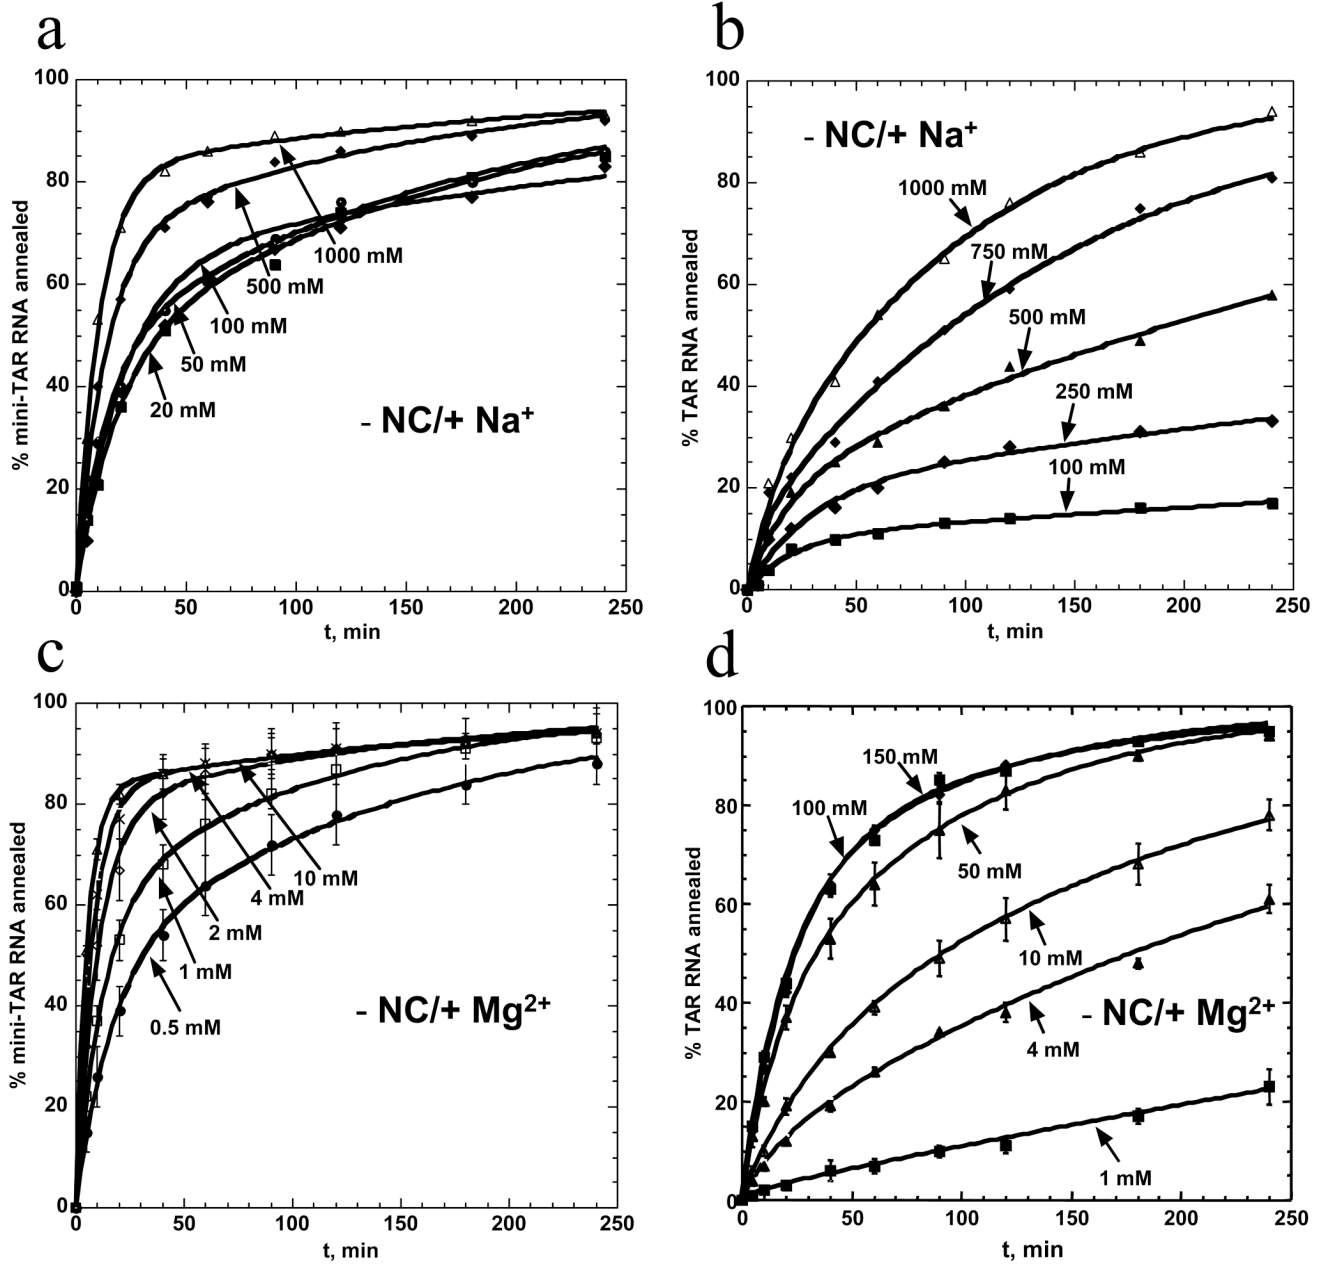 a
% mini-TAR RNA annealed
100
80
60
40
20
0
1000 mM
500 mM
100 mM
50 mM
20 mM
- NC/+ Na⁺
0 50 100 150 200 250
t, min
b
% TAR RNA annealed
100
80
60
40
20
0
- NC/+ Na⁺
1000 mM
750 mM
500 mM
250 mM
100 mM
0 50 100 150 200 250
t, min
c
% mini-TAR RNA annealed
100
80
60
40
20
0
10 mM
4 mM
2 mM
1 mM
0.5 mM
- NC/+ Mg²⁺
0 50 100 150 200 250
t, min
d
% TAR RNA annealed
100
80
60
40
20
0
150 mM
100 mM
50 mM
10 mM
- NC/+ Mg²⁺
4 mM
1 mM
0 50 100 150 200 250
t, min